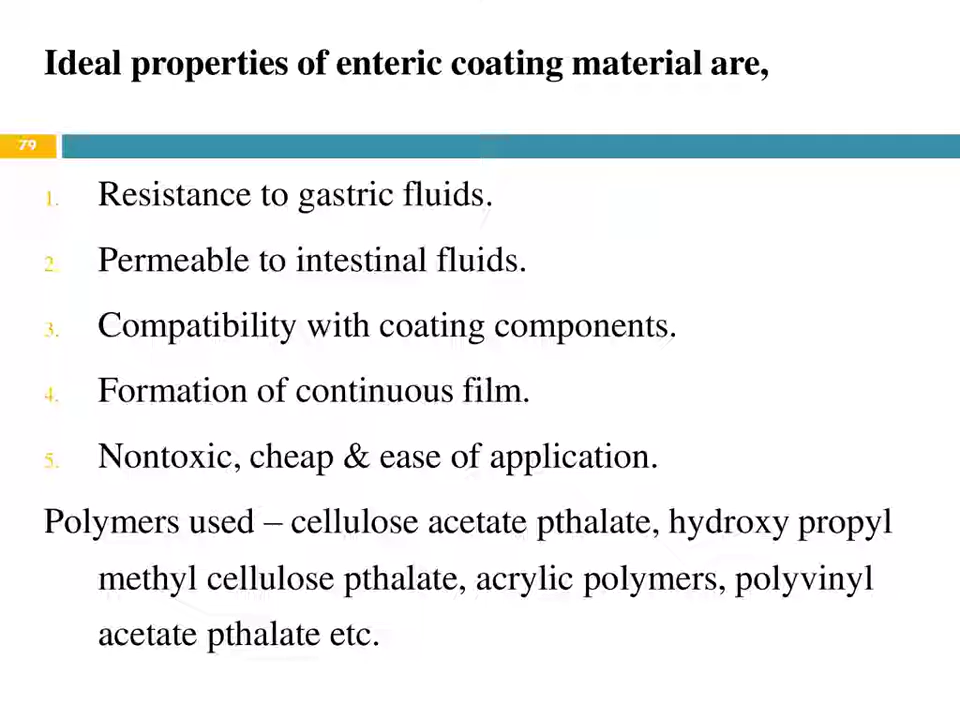 Ideal properties of enteric coating material are,
79
1. Resistance to gastric fluids.
2. Permeable to intestinal fluids.
3. Compatibility with coating components.
4. Formation of continuous film.
5. Nontoxic, cheap & ease of application.
Polymers used – cellulose acetate pthalate, hydroxy propyl
methyl cellulose pthalate, acrylic polymers, polyvinyl
acetate pthalate etc.